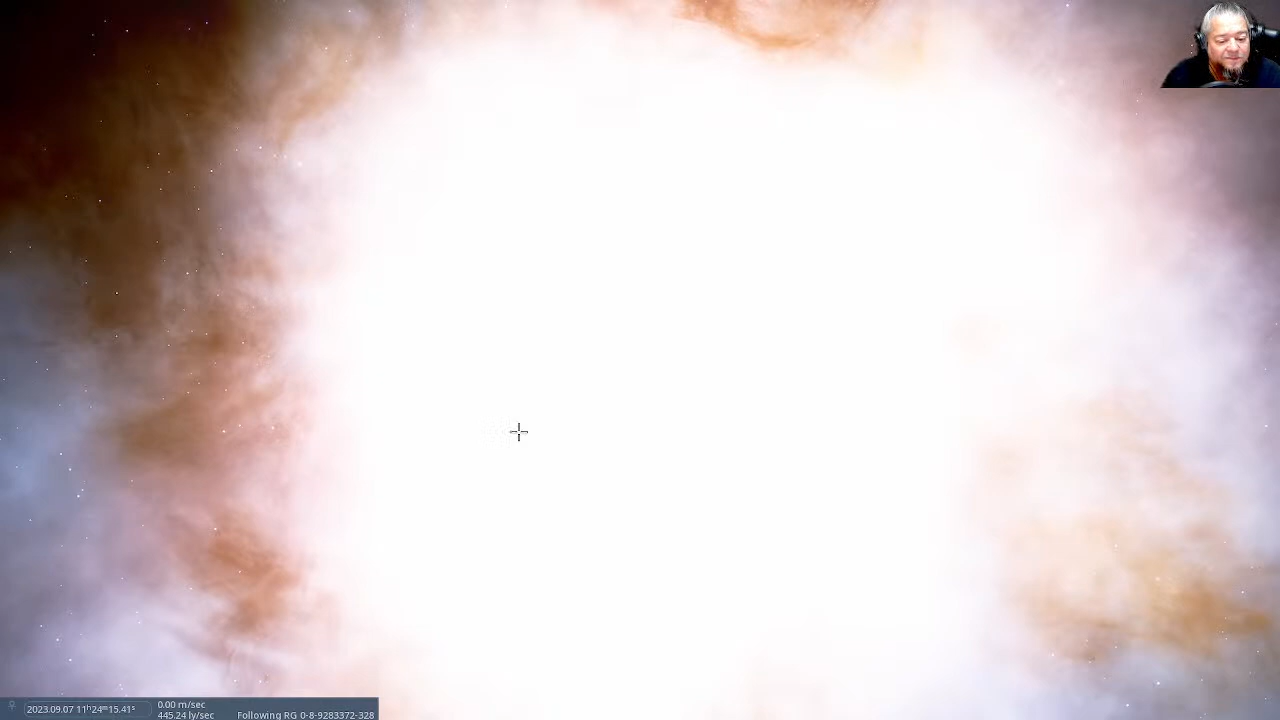 2023.09.07 11ʰ24ᵐ15.41ˢ
0.00 m/sec
445.24 ly/sec Following RG 0-8-9283372-328